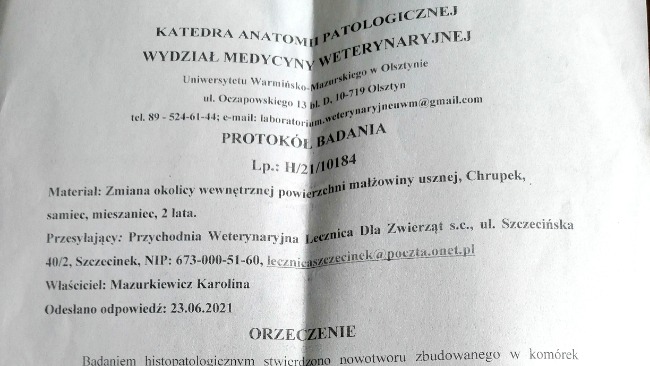 KATEDRA ANATOMII PATOLOGICZNEJ
WYDZIAŁ MEDYCYNY WETERYNARYJNEJ
Uniwersytetu Warmińsko-Mazurskiego w Olsztynie
ul. Oczapowskiego 13 bl. D, 10-719 Olsztyn
tel. 89 - 524-61-44; e-mail: laboratorium.weterynaryjneuwm@gmail.com
PROTOKÓŁ BADANIA
Lp.: H/21/10184
Materiał: Zmiana okolicy wewnętrznej powierzchni małżowiny usznej, Chrupek,
samiec, mieszaniec, 2 lata.
Przesyłający: Przychodnia Weterynaryjna Lecznica Dla Zwierząt s.c., ul. Szczecińska
40/2, Szczecinek, NIP: 673-000-51-60, lecznicaszczecinek@poczta.onet.pl
Właściciel: Mazurkiewicz Karolina
Odesłano odpowiedź: 23.06.2021
ORZECZENIE
Badaniem histopatologicznym stwierdzono nowotworu zbudowanego w komórek